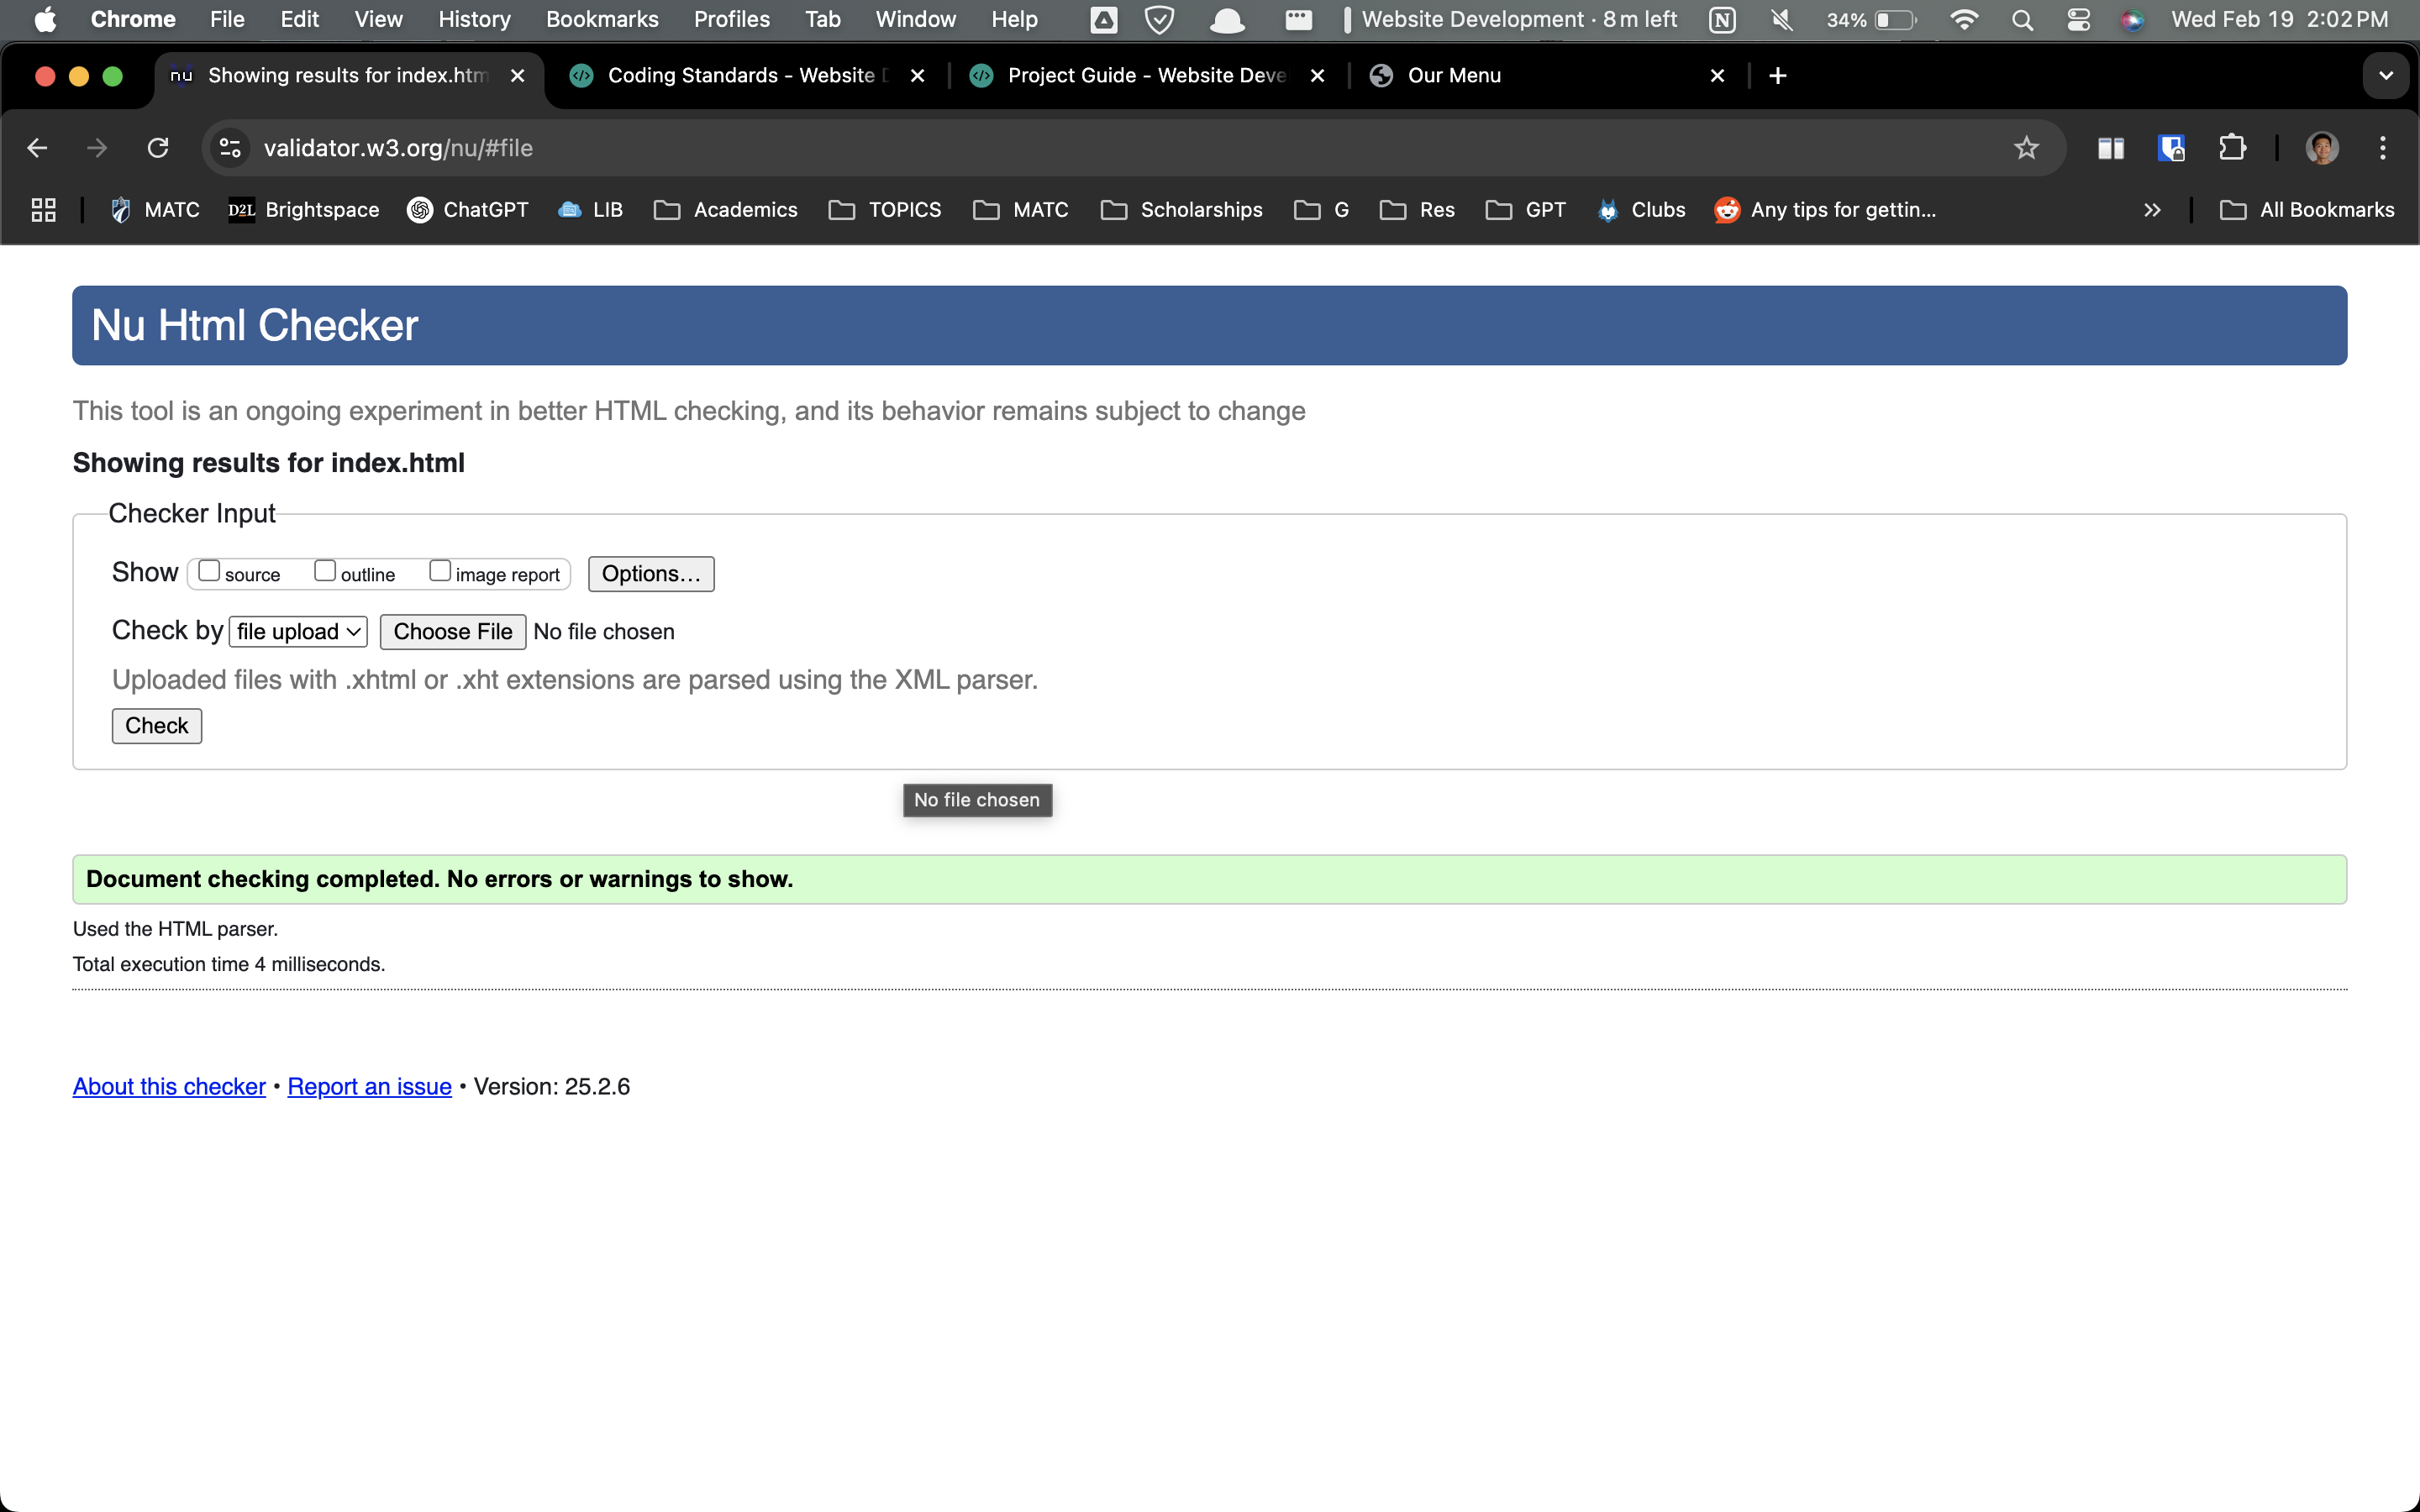 Chrome File Edit View History Bookmarks Profiles Tab Window Help Website Development · 8 m left N 34% Wed Feb 19 2:02 PM
nu Showing results for index.htm Coding Standards - Website D Project Guide - Website Deve Our Menu
validator.w3.org/nu/#file
MATC D2L Brightspace ChatGPT LIB Academics TOPICS MATC Scholarships G Res GPT Clubs Any tips for gettin... All Bookmarks
Nu Html Checker
This tool is an ongoing experiment in better HTML checking, and its behavior remains subject to change
Showing results for index.html
Checker Input
Show source outline image report Options...
Check by file upload Choose File No file chosen
Uploaded files with .xhtml or .xht extensions are parsed using the XML parser.
Check
No file chosen
Document checking completed. No errors or warnings to show.
Used the HTML parser.
Total execution time 4 milliseconds.
About this checker • Report an issue • Version: 25.2.6